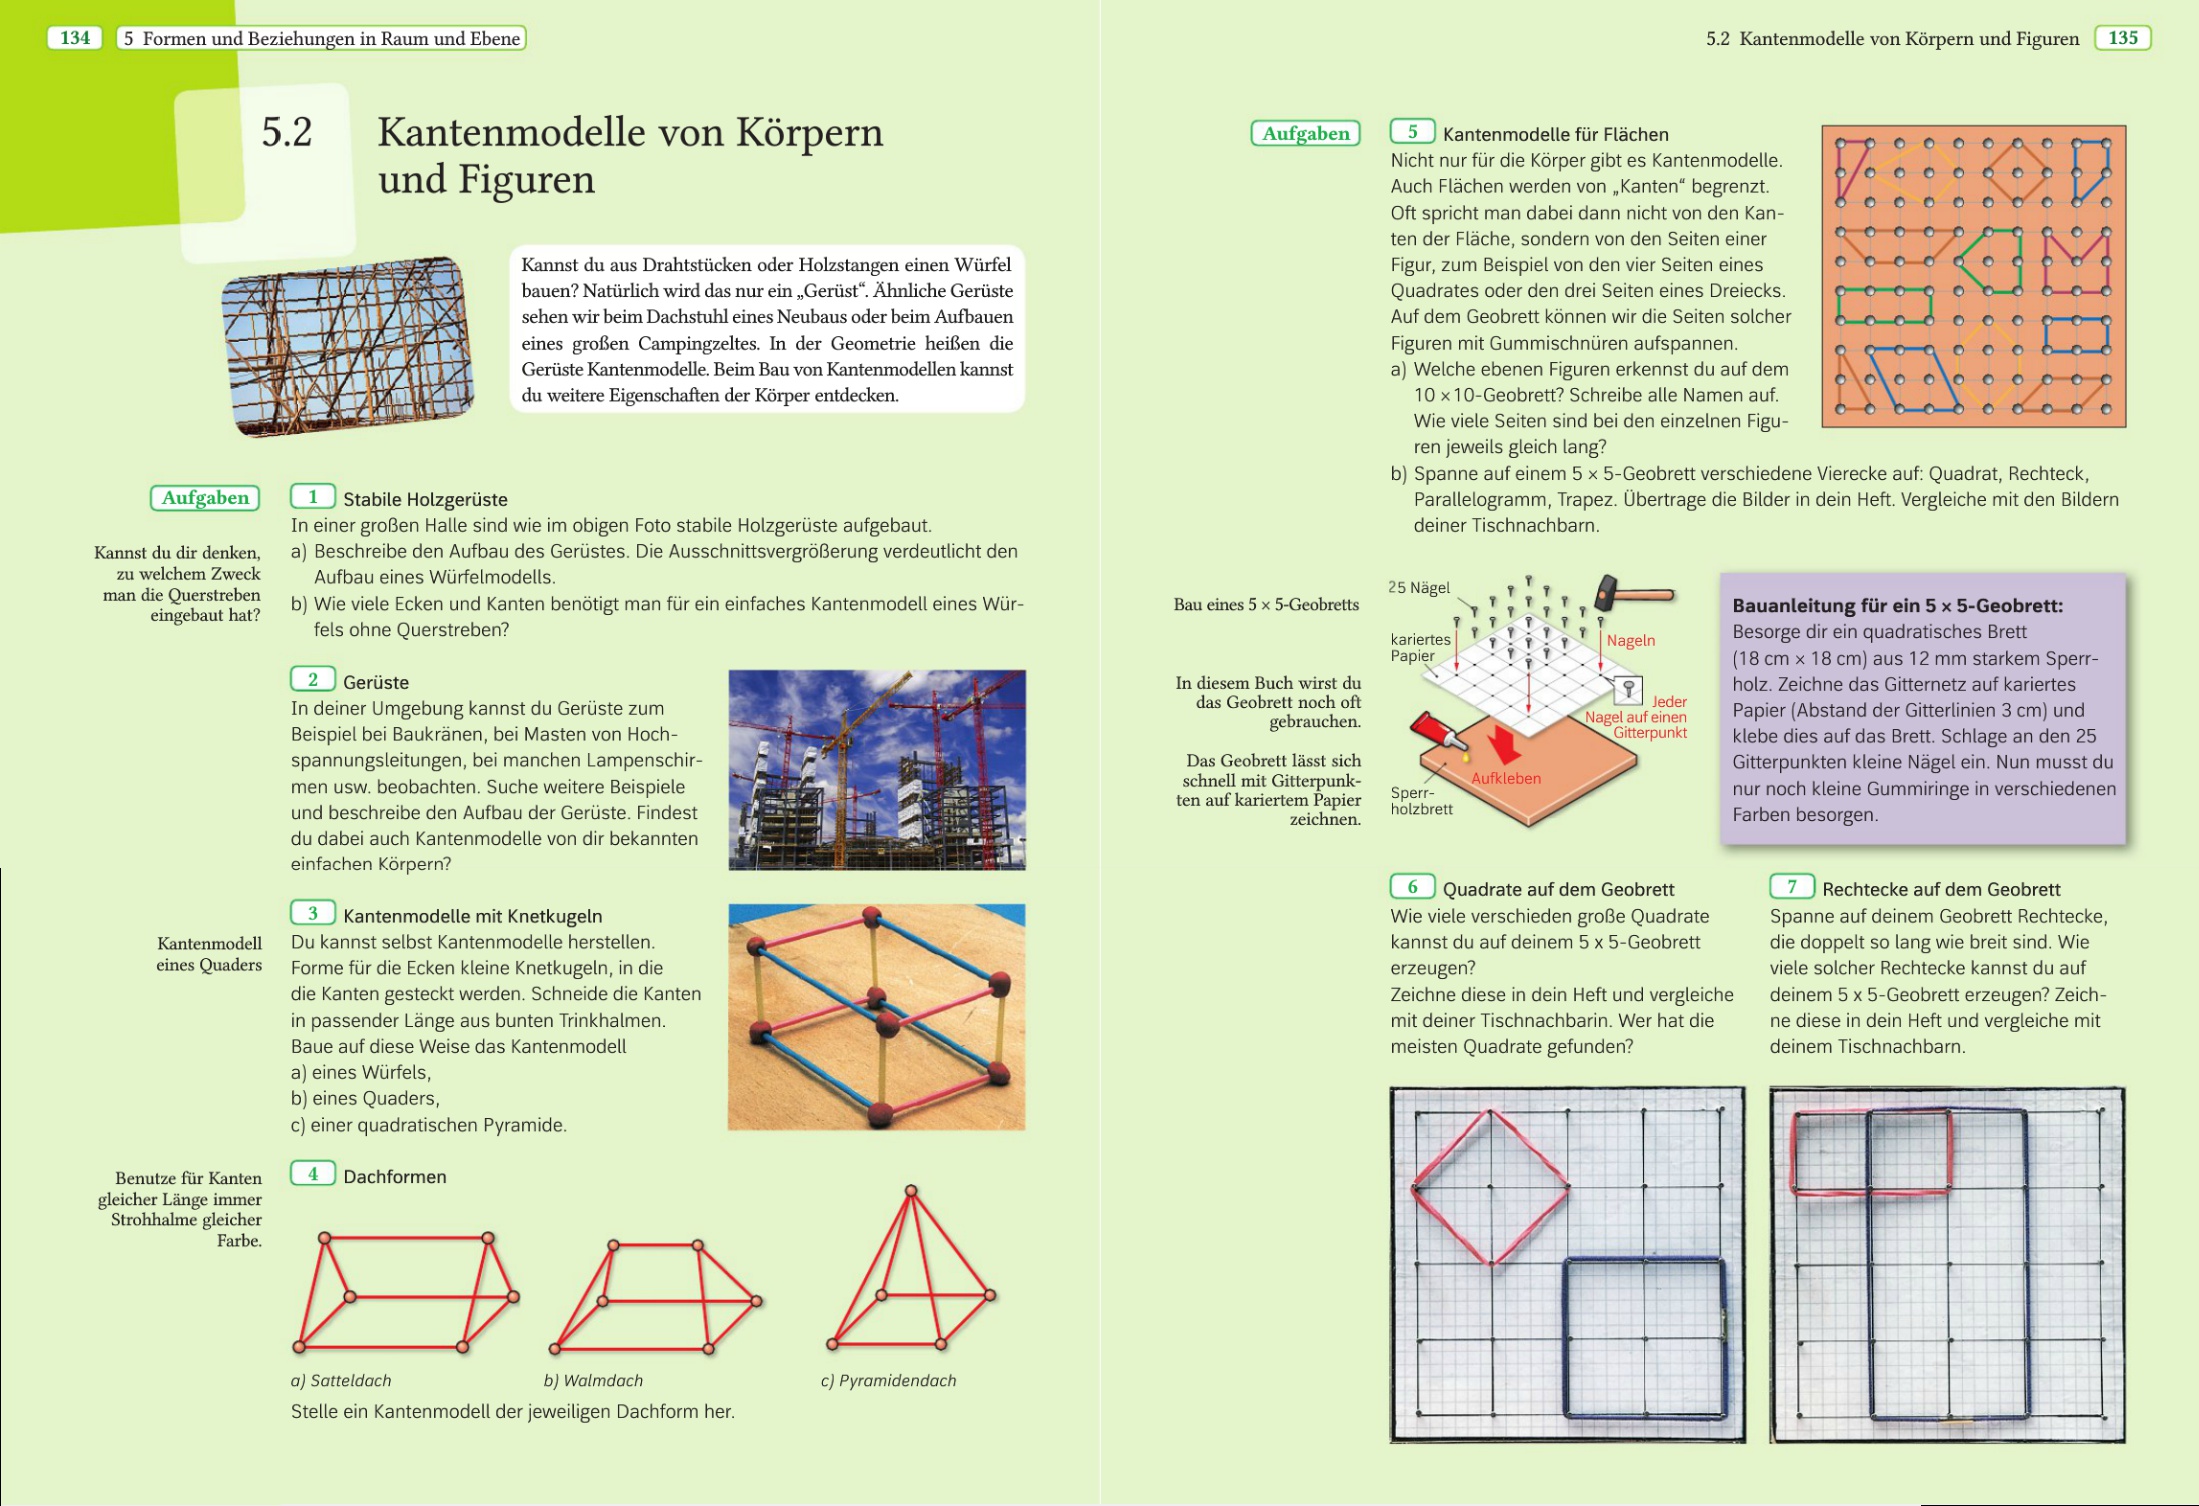 134
5 Formen und Beziehungen in Raum und Ebene
5.2 Kantenmodelle von Körpern
und Figuren
Kannst du aus Drahtstücken oder Holzstangen einen Würfel
bauen? Natürlich wird das nur ein „Gerüst“. Ähnliche Gerüste
sehen wir beim Dachstuhl eines Neubaus oder beim Aufbauen
eines großen Campingzeltes. In der Geometrie heißen die
Gerüste Kantenmodelle. Beim Bau von Kantenmodellen kannst
du weitere Eigenschaften der Körper entdecken.
Aufgaben
1 Stabile Holzgerüste
In einer großen Halle sind wie im obigen Foto stabile Holzgerüste aufgebaut.
a) Beschreibe den Aufbau des Gerüstes. Die Ausschnittsvergrößerung verdeutlicht den
Aufbau eines Würfelmodells.
b) Wie viele Ecken und Kanten benötigt man für ein einfaches Kantenmodell eines Wür-
fels ohne Querstreben?
Kannst du dir denken,
zu welchem Zweck
man die Querstreben
eingebaut hat?
2 Gerüste
In deiner Umgebung kannst du Gerüste zum
Beispiel bei Baukränen, bei Masten von Hoch-
spannungsleitungen, bei manchen Lampenschir-
men usw. beobachten. Suche weitere Beispiele
und beschreibe den Aufbau der Gerüste. Findest
du dabei auch Kantenmodelle von dir bekannten
einfachen Körpern?
3 Kantenmodelle mit Knetkugeln
Du kannst selbst Kantenmodelle herstellen.
Forme für die Ecken kleine Knetkugeln, in die
die Kanten gesteckt werden. Schneide die Kanten
in passender Länge aus bunten Trinkhalmen.
Baue auf diese Weise das Kantenmodell
a) eines Würfels,
b) eines Quaders,
c) einer quadratischen Pyramide.
Kantenmodell
eines Quaders
4 Dachformen
Benutze für Kanten
gleicher Länge immer
Strohhalme gleicher
Farbe.
a) Satteldach
b) Walmdach
c) Pyramidendach
Stelle ein Kantenmodell der jeweiligen Dachform her.
5.2 Kantenmodelle von Körpern und Figuren
135
Aufgaben
5 Kantenmodelle für Flächen
Nicht nur für die Körper gibt es Kantenmodelle.
Auch Flächen werden von „Kanten“ begrenzt.
Oft spricht man dabei dann nicht von den Kan-
ten der Fläche, sondern von den Seiten einer
Figur, zum Beispiel von den vier Seiten eines
Quadrates oder den drei Seiten eines Dreiecks.
Auf dem Geobrett können wir die Seiten solcher
Figuren mit Gummischnüren aufspannen.
a) Welche ebenen Figuren erkennst du auf dem
10 × 10-Geobrett? Schreibe alle Namen auf.
Wie viele Seiten sind bei den einzelnen Figu-
ren jeweils gleich lang?
b) Spanne auf einem 5 × 5-Geobrett verschiedene Vierecke auf: Quadrat, Rechteck,
Parallelogramm, Trapez. Übertrage die Bilder in dein Heft. Vergleiche mit den Bildern
deiner Tischnachbarn.
Bau eines 5 × 5-Geobretts
In diesem Buch wirst du
das Geobrett noch oft
gebrauchen.
Das Geobrett lässt sich
schnell mit Gitterpunk-
ten auf kariertem Papier
zeichnen.
25 Nägel
kariertes
Papier
Nageln
Jeder
Nagel auf einen
Gitterpunkt
Aufkleben
Sperr-
holzbrett
Bauanleitung für ein 5 × 5-Geobrett:
Besorge dir ein quadratisches Brett
(18 cm × 18 cm) aus 12 mm starkem Sperr-
holz. Zeichne das Gitternetz auf kariertes
Papier (Abstand der Gitterlinien 3 cm) und
klebe dies auf das Brett. Schlage an den 25
Gitterpunkten kleine Nägel ein. Nun musst du
nur noch kleine Gummiringe in verschiedenen
Farben besorgen.
6 Quadrate auf dem Geobrett
Wie viele verschieden große Quadrate
kannst du auf deinem 5 x 5-Geobrett
erzeugen?
Zeichne diese in dein Heft und vergleiche
mit deiner Tischnachbarin. Wer hat die
meisten Quadrate gefunden?
7 Rechtecke auf dem Geobrett
Spanne auf deinem Geobrett Rechtecke,
die doppelt so lang wie breit sind. Wie
viele solcher Rechtecke kannst du auf
deinem 5 x 5-Geobrett erzeugen? Zeich-
ne diese in dein Heft und vergleiche mit
deinem Tischnachbarn.